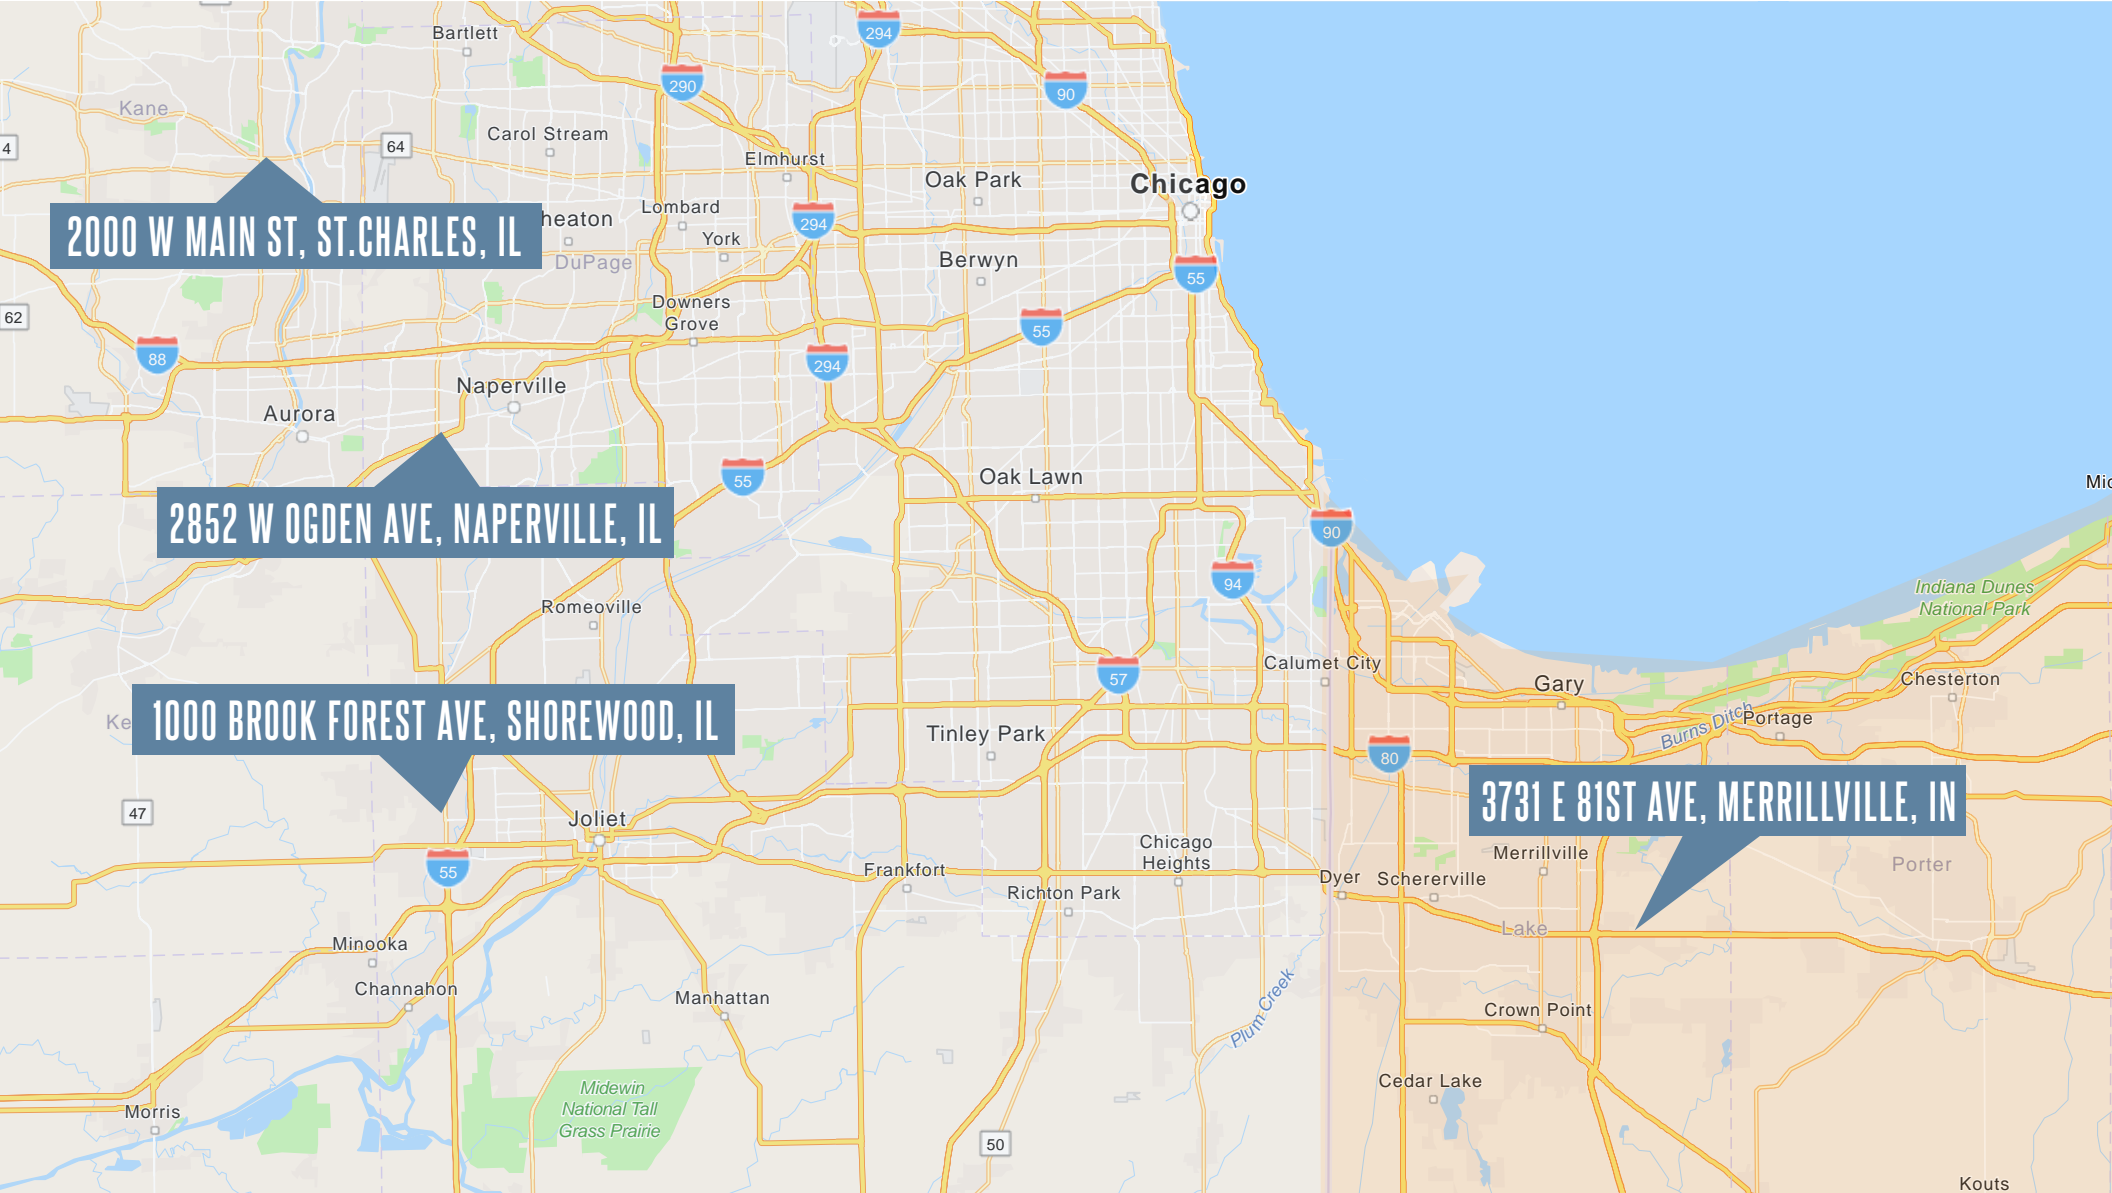 Bartlett
294
290
90
Kane
4
64
Carol Stream
Elmhurst
Oak Park
Chicago
2000 W MAIN ST, ST.CHARLES, IL
heaton
Lombard
294
York
DuPage
Berwyn
55
Downers
Grove
62
55
88
294
Naperville
Aurora
55
Oak Lawn
Mic
2852 W OGDEN AVE, NAPERVILLE, IL
90
94
Indiana Dunes
National Park
Romeoville
Calumet City
57
Gary
Chesterton
Ke
1000 BROOK FOREST AVE, SHOREWOOD, IL
Tinley Park
Burns Ditch
Portage
80
3731 E 81ST AVE, MERRILLVILLE, IN
47
Joliet
Chicago
Heights
Merrillville
Porter
55
Frankfort
Richton Park
Dyer
Schererville
Lake
Minooka
Channahon
Manhattan
Plum Creek
Crown Point
Midewin
National Tall
Grass Prairie
Cedar Lake
Morris
50
Kouts